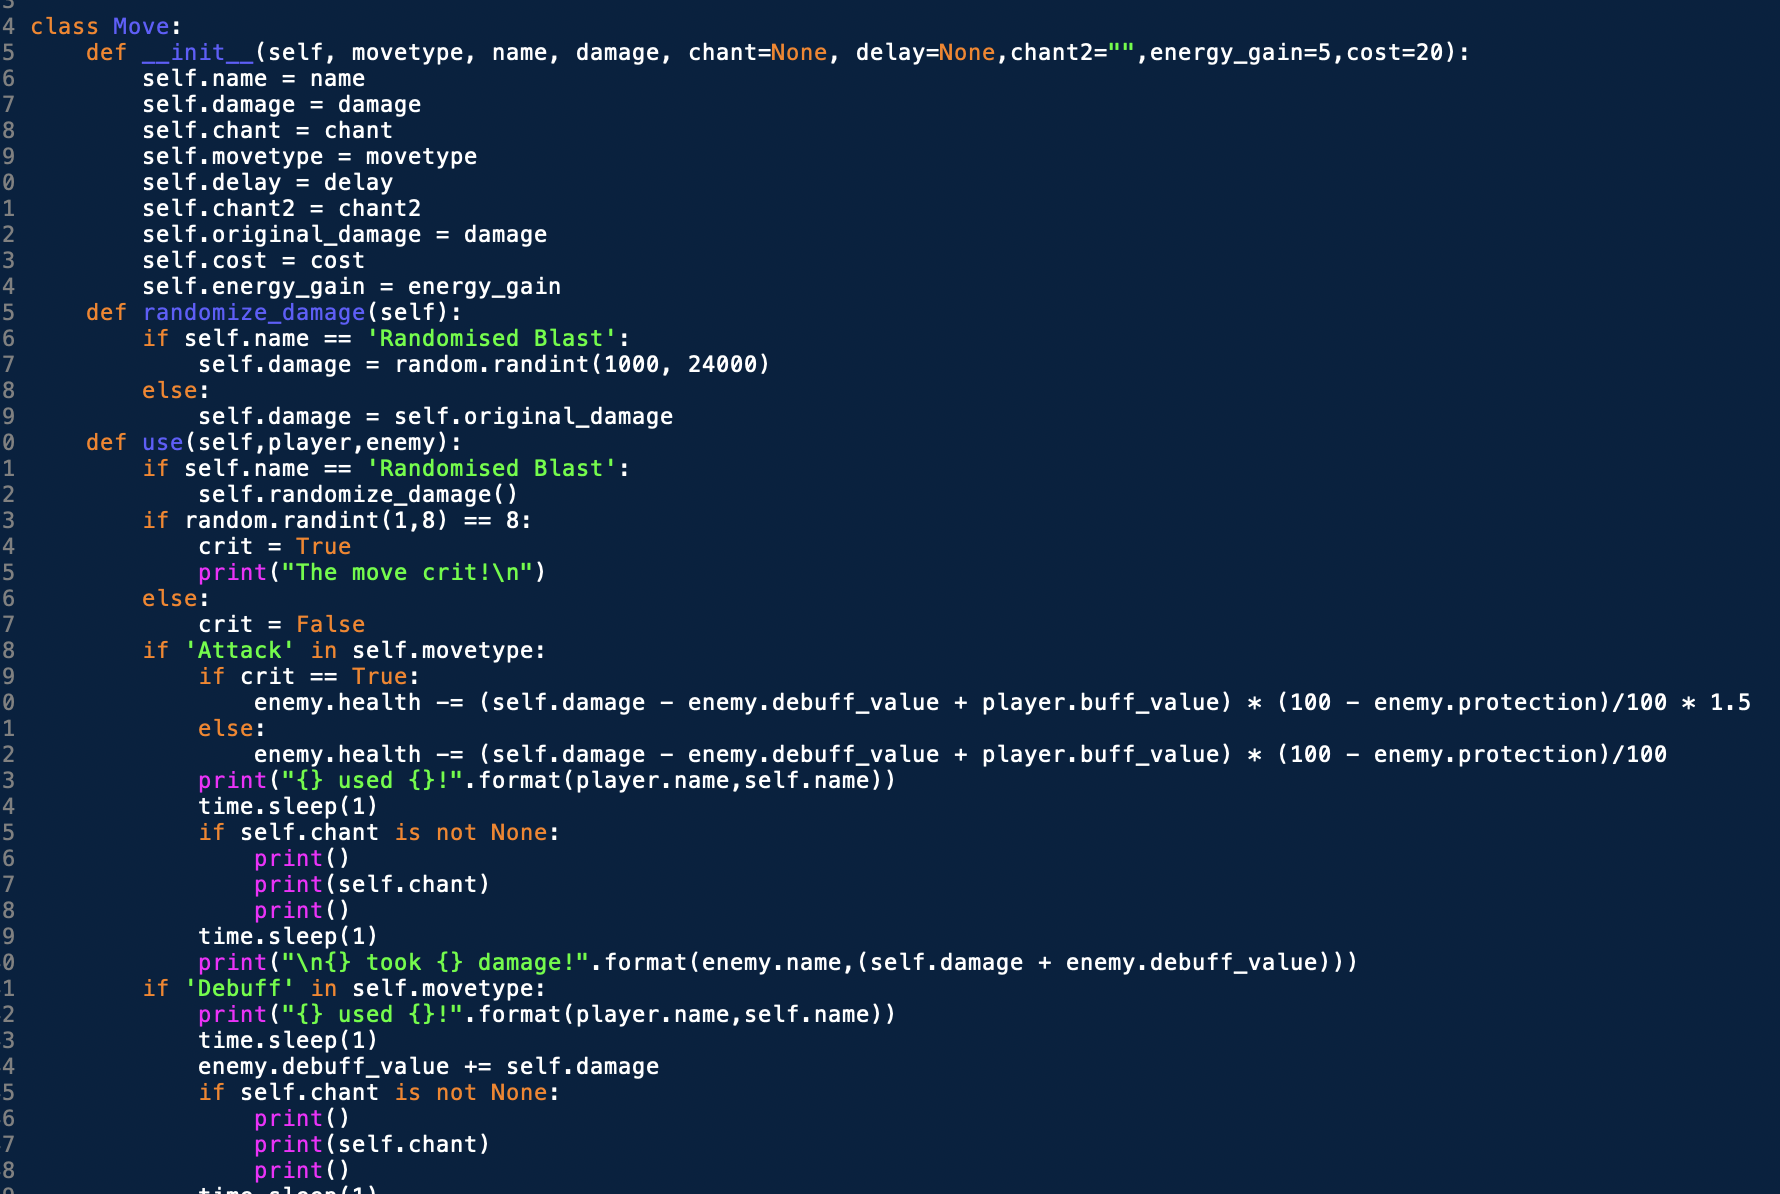 3
4 class Move:
5     def __init__(self, movetype, name, damage, chant=None, delay=None,chant2="",energy_gain=5,cost=20):
6         self.name = name
7         self.damage = damage
8         self.chant = chant
9         self.movetype = movetype
0         self.delay = delay
1         self.chant2 = chant2
2         self.original_damage = damage
3         self.cost = cost
4         self.energy_gain = energy_gain
5     def randomize_damage(self):
6         if self.name == 'Randomised Blast':
7             self.damage = random.randint(1000, 24000)
8         else:
9             self.damage = self.original_damage
0     def use(self,player,enemy):
1         if self.name == 'Randomised Blast':
2             self.randomize_damage()
3         if random.randint(1,8) == 8:
4             crit = True
5             print("The move crit!\n")
6         else:
7             crit = False
8         if 'Attack' in self.movetype:
9             if crit == True:
0                 enemy.health -= (self.damage - enemy.debuff_value + player.buff_value) * (100 - enemy.protection)/100 * 1.5
1             else:
2                 enemy.health -= (self.damage - enemy.debuff_value + player.buff_value) * (100 - enemy.protection)/100
3             print("{} used {}!".format(player.name,self.name))
4             time.sleep(1)
5             if self.chant is not None:
6                 print()
7                 print(self.chant)
8                 print()
9             time.sleep(1)
0             print("\n{} took {} damage!".format(enemy.name,(self.damage + enemy.debuff_value)))
1         if 'Debuff' in self.movetype:
2             print("{} used {}!".format(player.name,self.name))
3             time.sleep(1)
4             enemy.debuff_value += self.damage
5             if self.chant is not None:
6                 print()
7                 print(self.chant)
8                 print()
9             time.sleep(1)